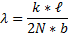 λ = k * ℓ / 2N * b